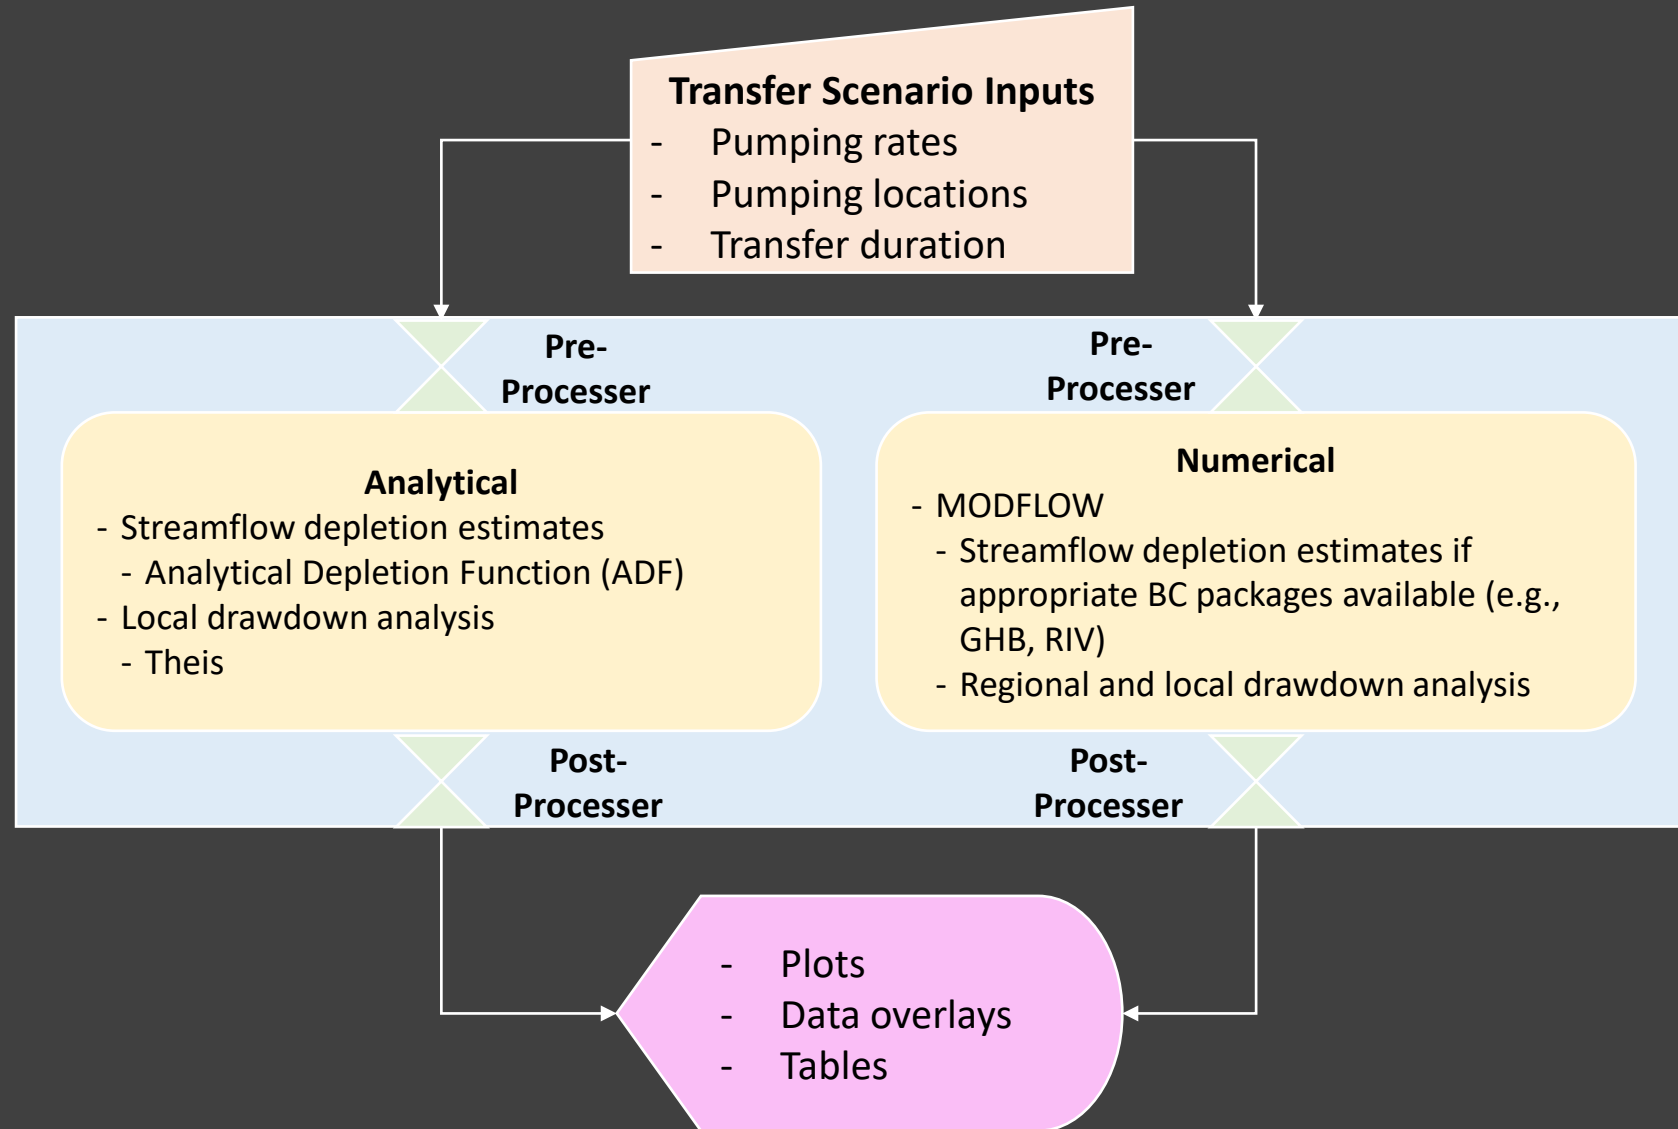 Transfer Scenario Inputs
- Pumping rates
- Pumping locations
- Transfer duration
Pre-
Processer
Pre-
Processer
Analytical
- Streamflow depletion estimates
- Analytical Depletion Function (ADF)
- Local drawdown analysis
- Theis
Numerical
- MODFLOW
- Streamflow depletion estimates if
appropriate BC packages available (e.g.,
GHB, RIV)
- Regional and local drawdown analysis
Post-
Processer
Post-
Processer
- Plots
- Data overlays
- Tables